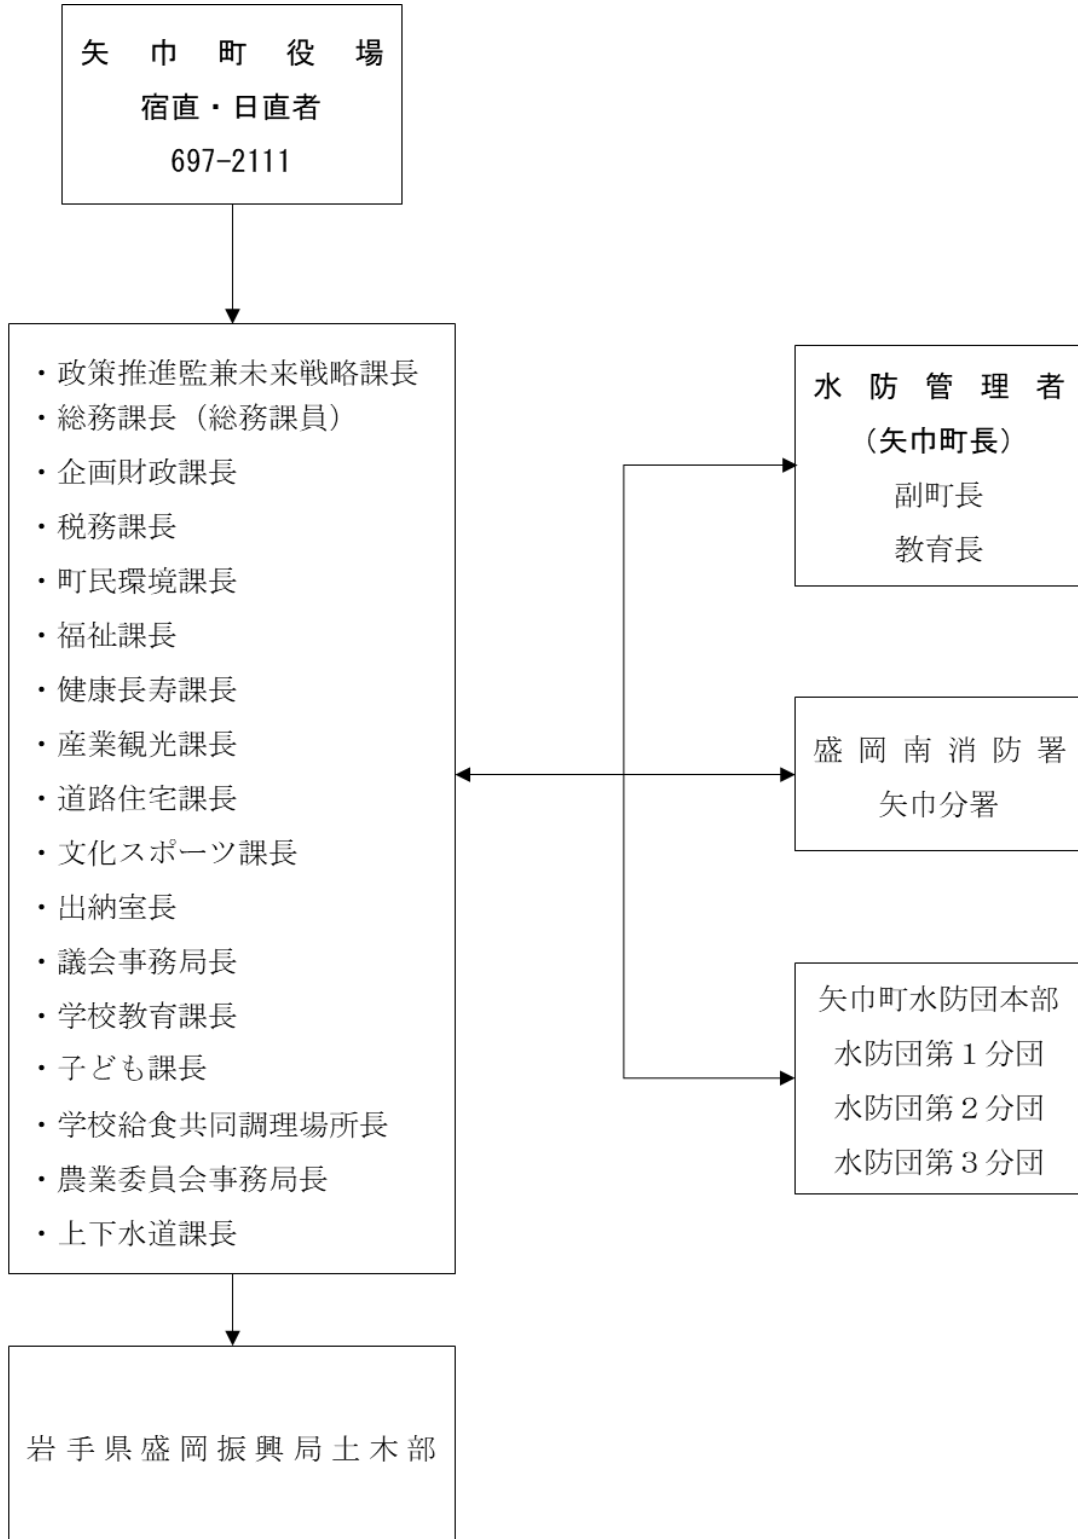 矢巾町役場
宿直・日直者
697-2111
・政策推進監兼未来戦略課長
・総務課長（総務課員）
・企画財政課長
・税務課長
・町民環境課長
・福祉課長
・健康長寿課長
・産業観光課長
・道路住宅課長
・文化スポーツ課長
・出納室長
・議会事務局長
・学校教育課長
・子ども課長
・学校給食共同調理場所長
・農業委員会事務局長
・上下水道課長
水防管理者
（矢巾町長）
副町長
教育長
盛岡南消防署
矢巾分署
矢巾町水防団本部
水防団第１分団
水防団第２分団
水防団第３分団
岩手県盛岡振興局土木部